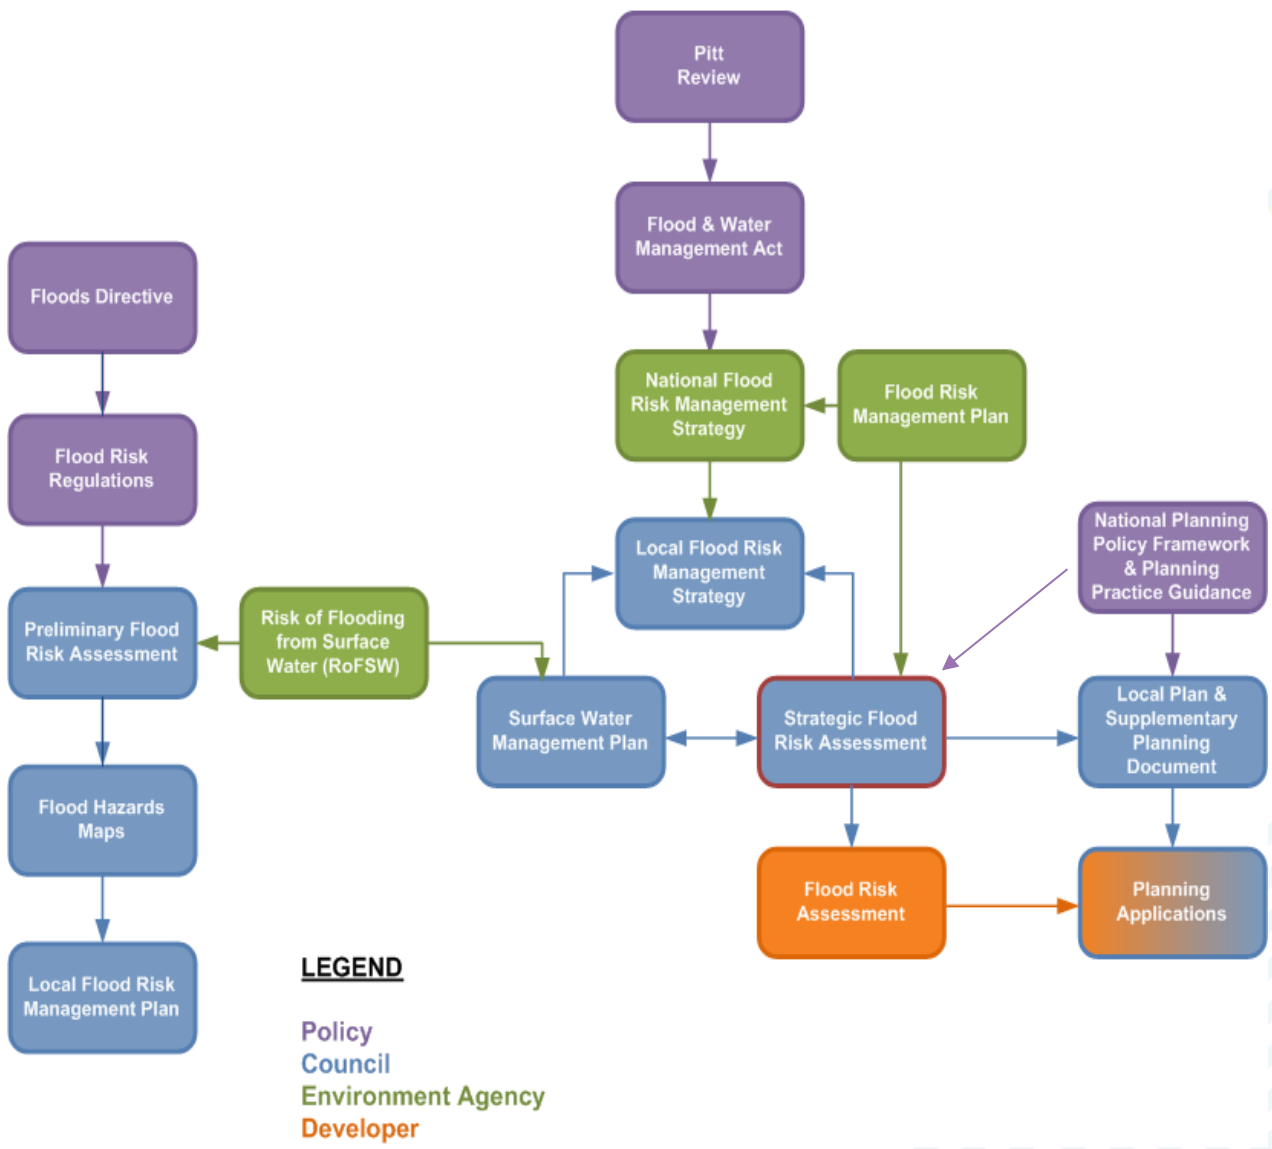 Pitt
Review
Flood & Water
Management Act
Floods Directive
National Flood
Risk Management
Strategy
Flood Risk
Management Plan
Flood Risk
Regulations
National Planning
Policy Framework
& Planning
Practice Guidance
Local Flood Risk
Management
Strategy
Preliminary Flood
Risk Assessment
Risk of Flooding
from Surface
Water (RoFSW)
Surface Water
Management Plan
Strategic Flood
Risk Assessment
Local Plan &
Supplementary
Planning
Document
Flood Hazards
Maps
Flood Risk
Assessment
Planning
Applications
Local Flood Risk
Management Plan
LEGEND
Policy
Council
Environment Agency
Developer